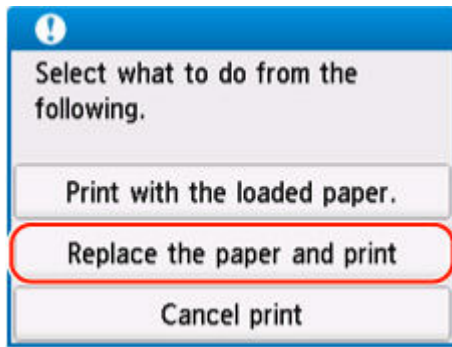 Select what to do from the
following.
Print with the loaded paper.
Replace the paper and print
Cancel print